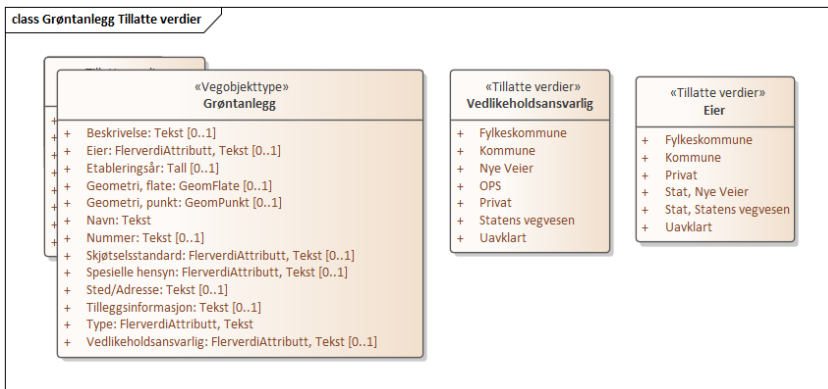 class Grøntanlegg Tillatte verdier
«Vegobjekttype»
Grøntanlegg
+ Beskrivelse: Tekst [0..1]
+ Eier: FlerverdiAttributt, Tekst [0..1]
+ Etableringsår: Tall [0..1]
+ Geometri, flate: GeomFlate [0..1]
+ Geometri, punkt: GeomPunkt [0..1]
+ Navn: Tekst
+ Nummer: Tekst [0..1]
+ Skjøtselsstandard: FlerverdiAttributt, Tekst [0..1]
+ Spesielle hensyn: FlerverdiAttributt, Tekst [0..1]
+ Sted/Adresse: Tekst [0..1]
+ Tilleggsinformasjon: Tekst [0..1]
+ Type: FlerverdiAttributt, Tekst
+ Vedlikeholdsansvarlig: FlerverdiAttributt, Tekst [0..1]
«Tillatte verdier»
Vedlikeholdsansvarlig
+ Fylkeskommune
+ Kommune
+ Nye Veier
+ OPS
+ Privat
+ Statens vegvesen
+ Uavklart
«Tillatte verdier»
Eier
+ Fylkeskommune
+ Kommune
+ Privat
+ Stat, Nye Veier
+ Stat, Statens vegvesen
+ Uavklart